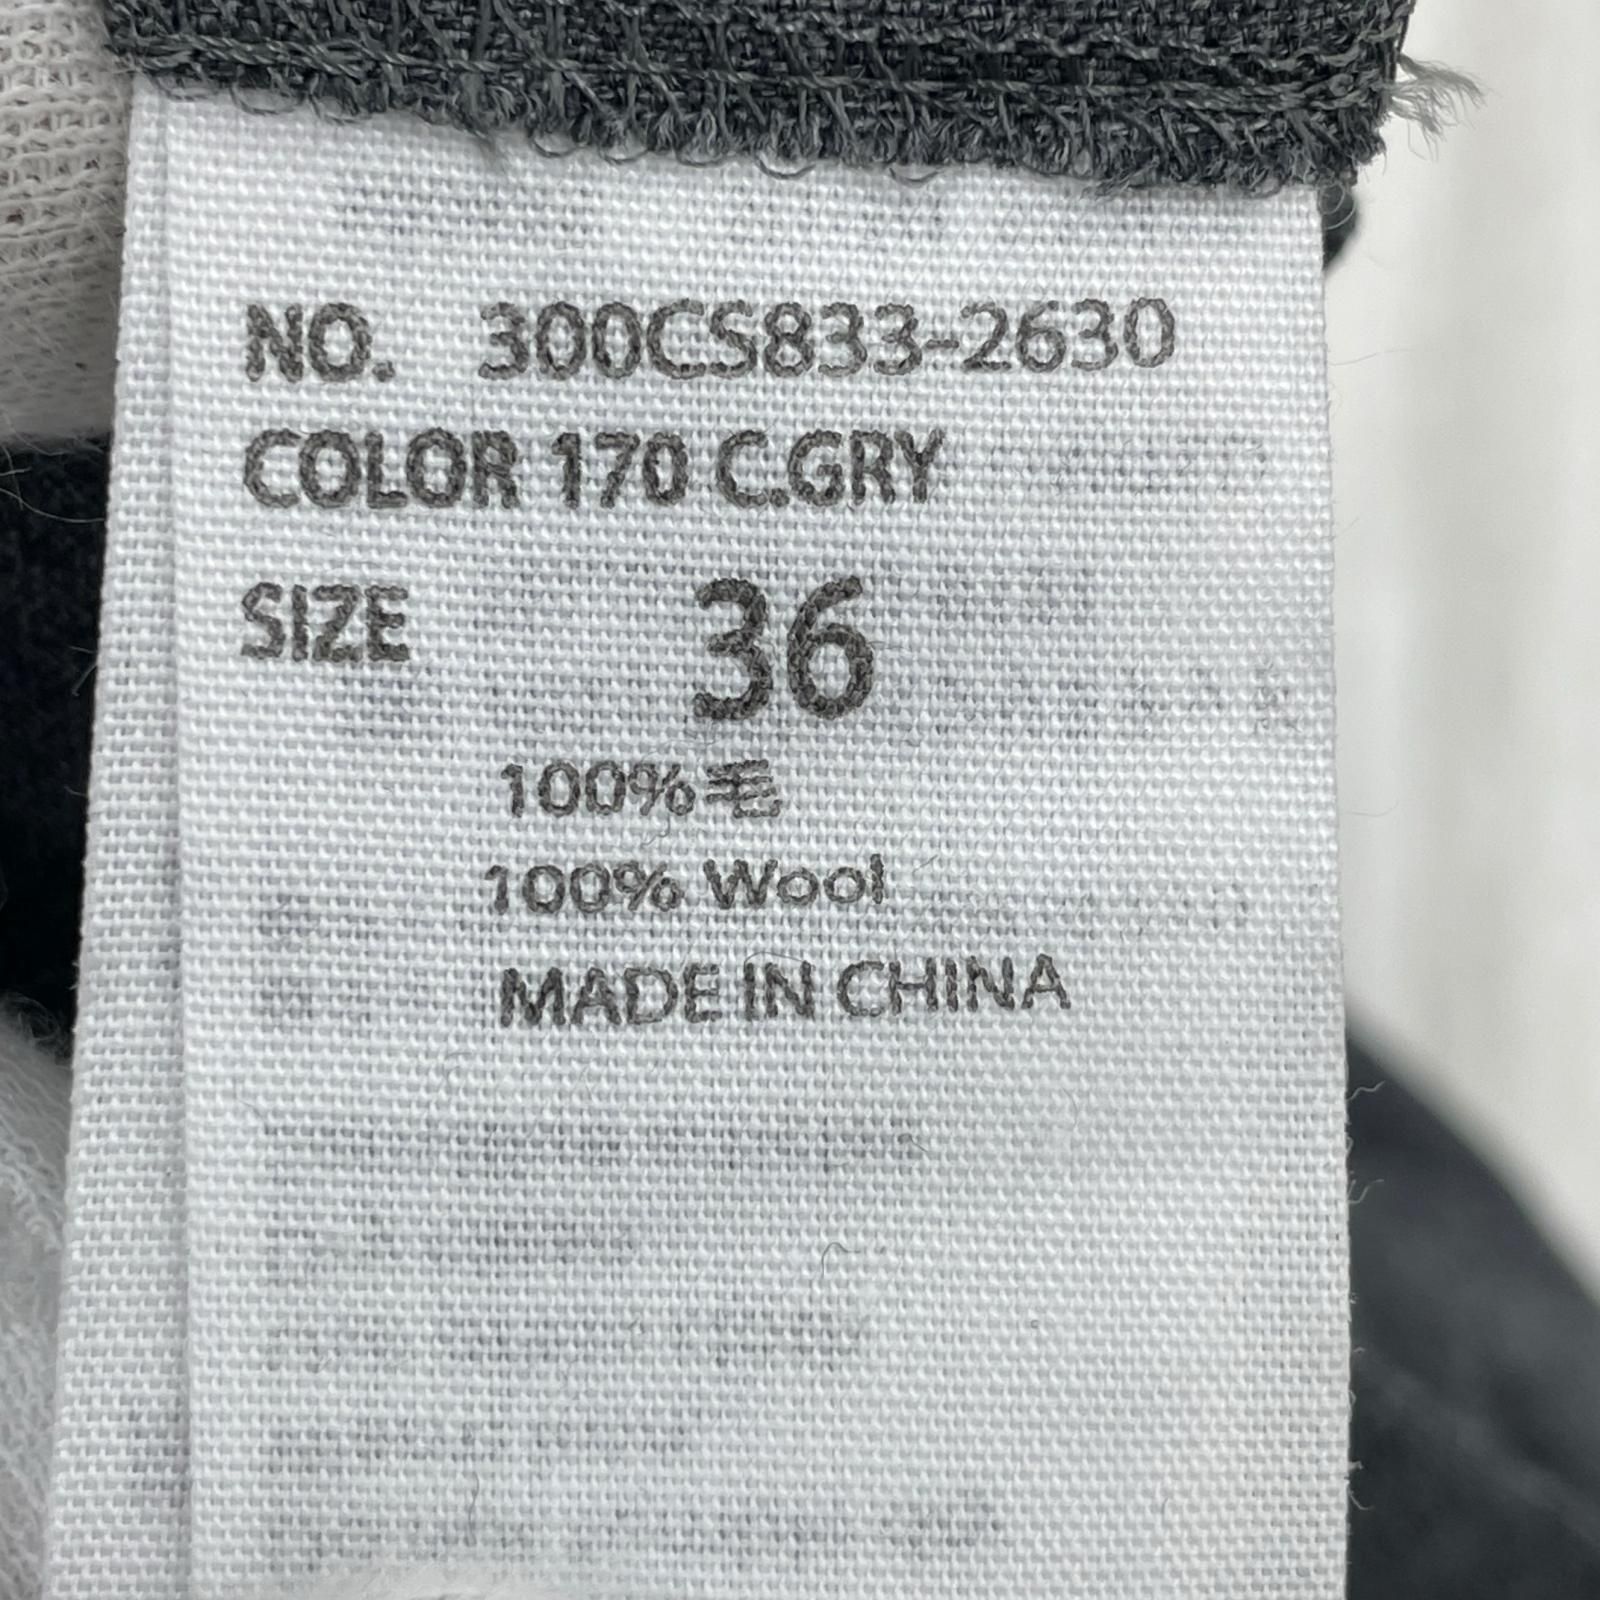 NO. 300CS833-2630
COLOR 170 C.GRY
SIZE 36
100%毛
100% Wool
MADE IN CHINA